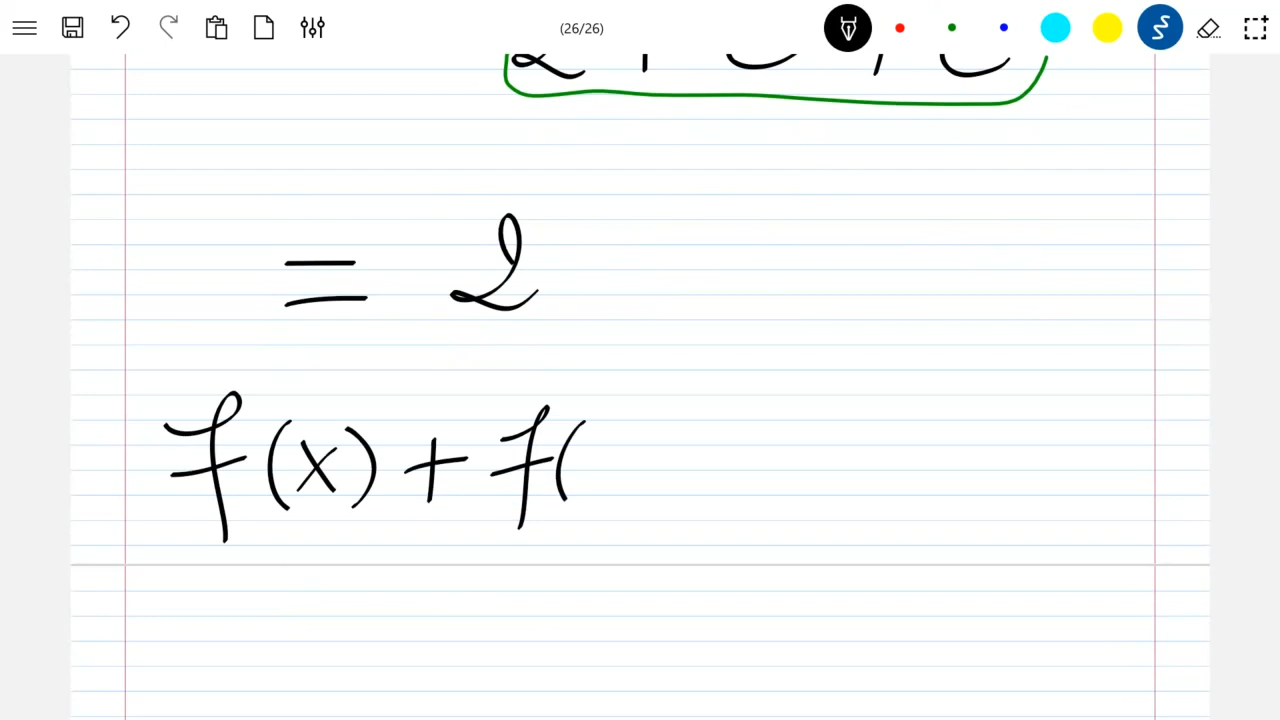 (26/26)
= 2
f(x) + f(